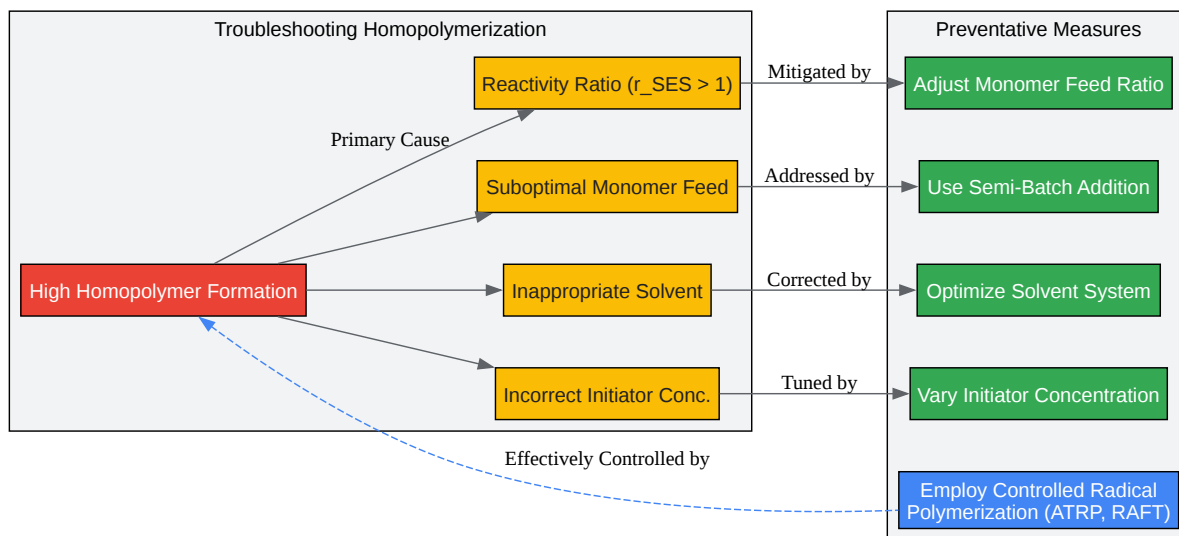 Troubleshooting Homopolymerization
Preventative Measures
Reactivity Ratio (r_SES > 1)
Mitigated by
Adjust Monomer Feed Ratio
Primary Cause
Suboptimal Monomer Feed
Addressed by
Use Semi-Batch Addition
High Homopolymer Formation
Inappropriate Solvent
Corrected by
Optimize Solvent System
Incorrect Initiator Conc.
Tuned by
Vary Initiator Concentration
Effectively Controlled by
Employ Controlled Radical
Polymerization (ATRP, RAFT)